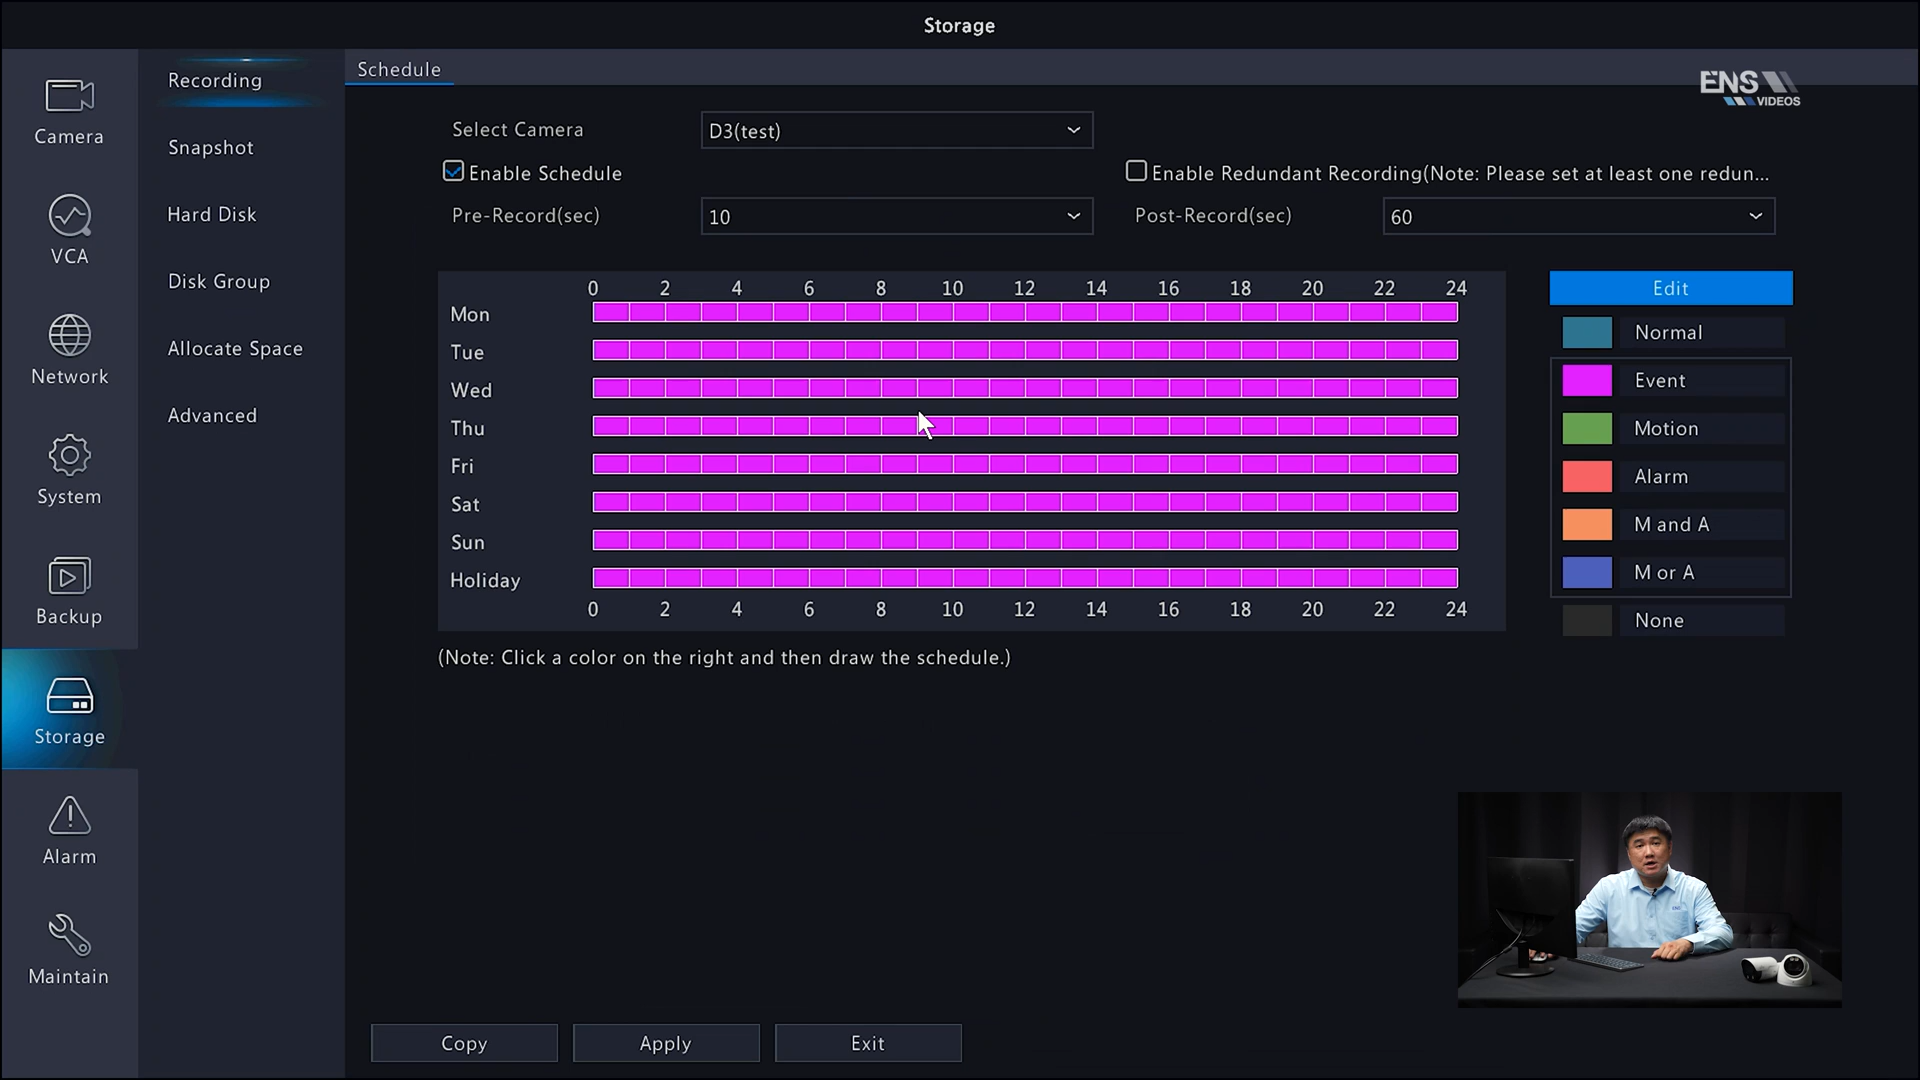 Storage
ENS
VIDEOS
Camera
VCA
Network
System
Backup
Storage
Alarm
Maintain
Recording
Snapshot
Hard Disk
Disk Group
Allocate Space
Advanced
Schedule
Select Camera D3(test)
Enable Schedule Enable Redundant Recording(Note: Please set at least one redun...
Pre-Record(sec) 10 Post-Record(sec) 60
0 2 4 6 8 10 12 14 16 18 20 22 24
Mon
Tue
Wed
Thu
Fri
Sat
Sun
Holiday
0 2 4 6 8 10 12 14 16 18 20 22 24
Edit
Normal
Event
Motion
Alarm
M and A
M or A
None
(Note: Click a color on the right and then draw the schedule.)
Copy Apply Exit